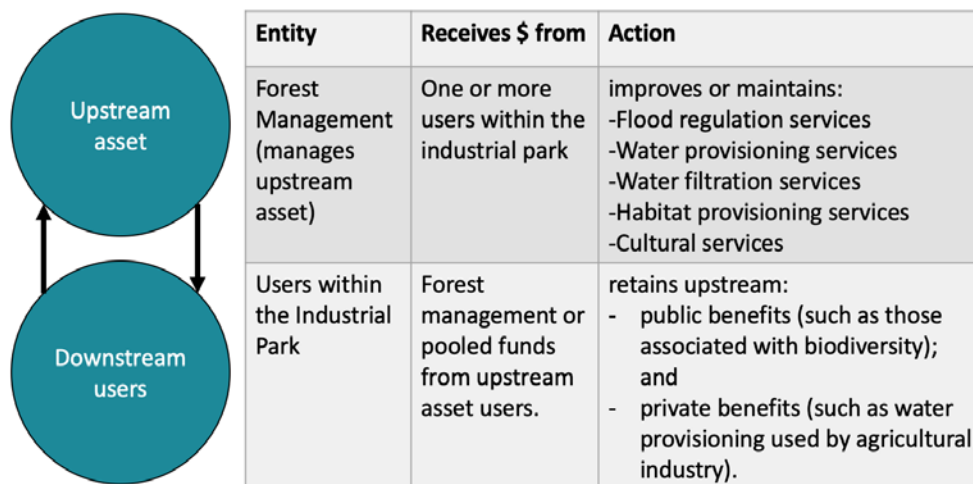 Upstream
asset
Downstream
users
Entity
Receives $ from
Action
Forest
Management
(manages
upstream
asset)
One or more
users within the
industrial park
improves or maintains:
-Flood regulation services
-Water provisioning services
-Water filtration services
-Habitat provisioning services
-Cultural services
Users within
the Industrial
Park
Forest
management or
pooled funds
from upstream
asset users.
retains upstream:
- public benefits (such as those
associated with biodiversity);
and
- private benefits (such as water
provisioning used by agricultural
industry).